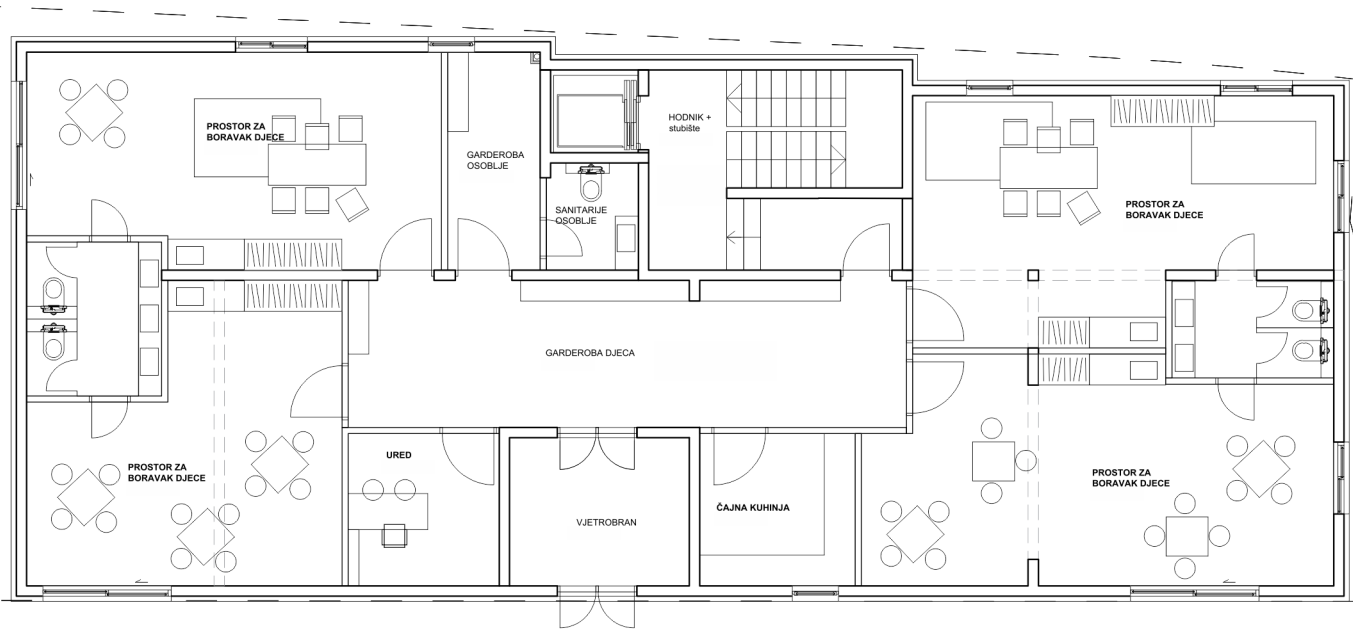 PROSTOR ZA
BORAVAK DJECE
GARDEROBA
OSOBLJE
HODNIK +
stubište
SANITARIJE
OSOBLJE
PROSTOR ZA
BORAVAK DJECE
GARDEROBA DJECA
PROSTOR ZA
BORAVAK DJECE
URED
VJETROBRAN
ČAJNA KUHINJA
PROSTOR ZA
BORAVAK DJECE